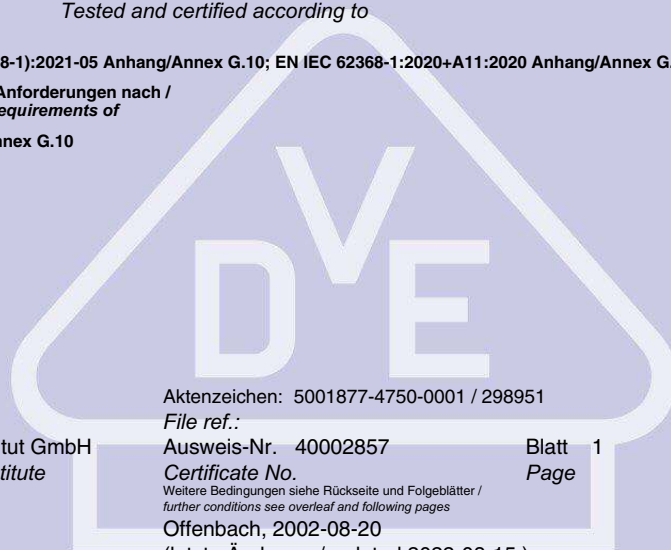 Tested and certified according to
8-1):2021-05 Anhang/Annex G.10; EN IEC 62368-1:2020+A11:2020 Anhang/Annex G.
Anforderungen nach /
equirements of
nnex G.10
VDE
Aktenzeichen: 5001877-4750-0001 / 298951
File ref.:
tut GmbH Ausweis-Nr. 40002857 Blatt 1
titute Certificate No. Page
Weitere Bedingungen siehe Rückseite und Folgeblätter /
further conditions see overleaf and following pages
Offenbach, 2002-08-20